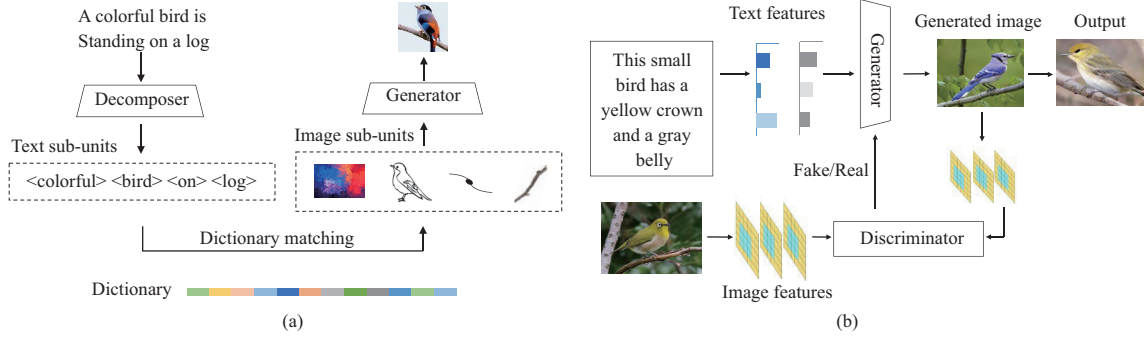 A colorful bird is
Standing on a log
Decomposer
Text sub-units
<colorful> <bird> <on> <log>
Generator
Image sub-units
Dictionary matching
Dictionary
(a)
Text features
This small
bird has a
yellow crown
and a gray
belly
Generator
Generated image
Output
Fake/Real
Discriminator
Image features
(b)